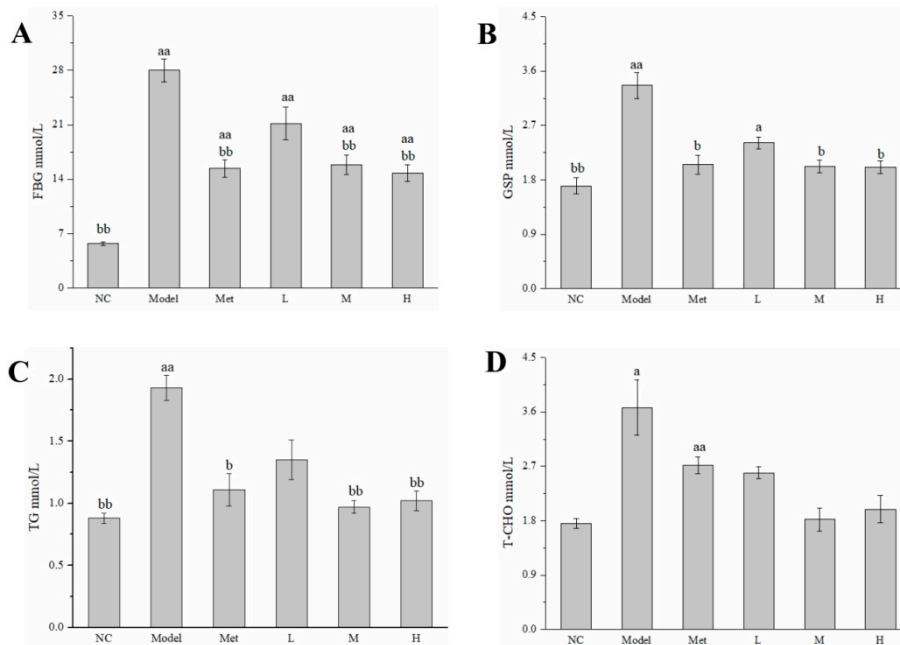 A
FBG mmol/L
35
28
21
14
7
0
aa
aa
aa
aa
aa
bb
bb
bb
bb
NC Model Met L M H
B
GSP mmol/L
4.5
3.6
2.7
1.8
0.9
0.0
aa
a
bb
b
b
b
NC Model Met L M H
C
TG mmol/L
2.0
1.5
1.0
0.5
0.0
aa
b
bb
bb
bb
NC Model Met L M H
D
T-CHO mmol/L
4.5
3.6
2.7
1.8
0.9
0.0
a
aa
NC Model Met L M H